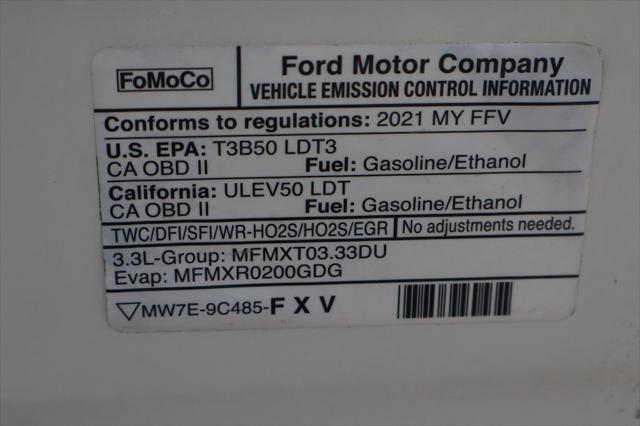 FoMoCo
Ford Motor Company
VEHICLE EMISSION CONTROL INFORMATION
Conforms to regulations: 2021 MY FFV
U.S. EPA: T3B50 LDT3
CA OBD II Fuel: Gasoline/Ethanol
California: ULEV50 LDT
CA OBD II Fuel: Gasoline/Ethanol
TWC/DFI/SFI/WR-HO2S/HO2S/EGR No adjustments needed.
3.3L-Group: MFMXT03.33DU
Evap: MFMXR0200GDG
▽MW7E-9C485-F X V